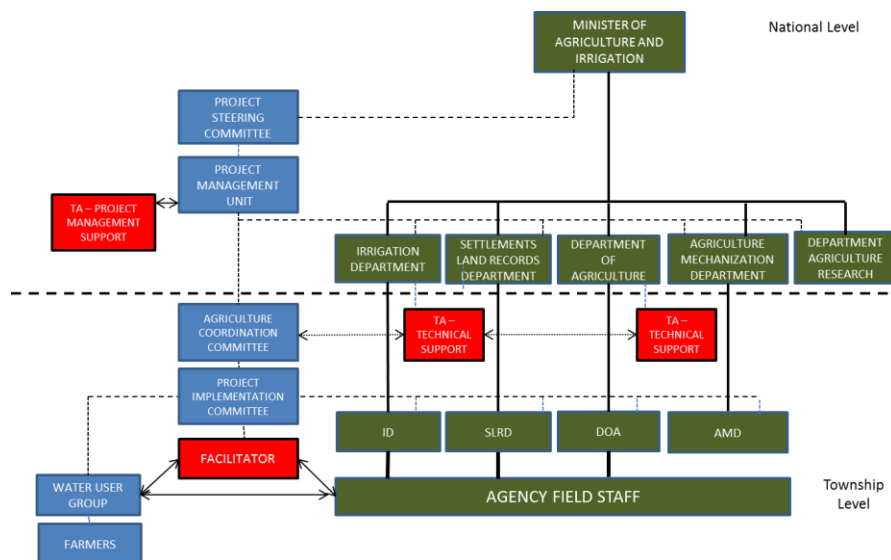 MINISTER OF
AGRICULTURE AND
IRRIGATION
National Level
PROJECT
STEERING
COMMITTEE
PROJECT
MANAGEMENT
UNIT
TA – PROJECT
MANAGEMENT
SUPPORT
IRRIGATION
DEPARTMENT
SETTLEMENTS
LAND RECORDS
DEPARTMENT
DEPARTMENT
OF
AGRICULTURE
AGRICULTURE
MECHANIZATION
DEPARTMENT
DEPARTMENT
AGRICULTURE
RESEARCH
AGRICULTURE
COORDINATION
COMMITTEE
TA –
TECHNICAL
SUPPORT
TA –
TECHNICAL
SUPPORT
PROJECT
IMPLEMENTATION
COMMITTEE
ID
SLRD
DOA
AMD
FACILITATOR
WATER USER
GROUP
AGENCY FIELD STAFF
Township
Level
FARMERS